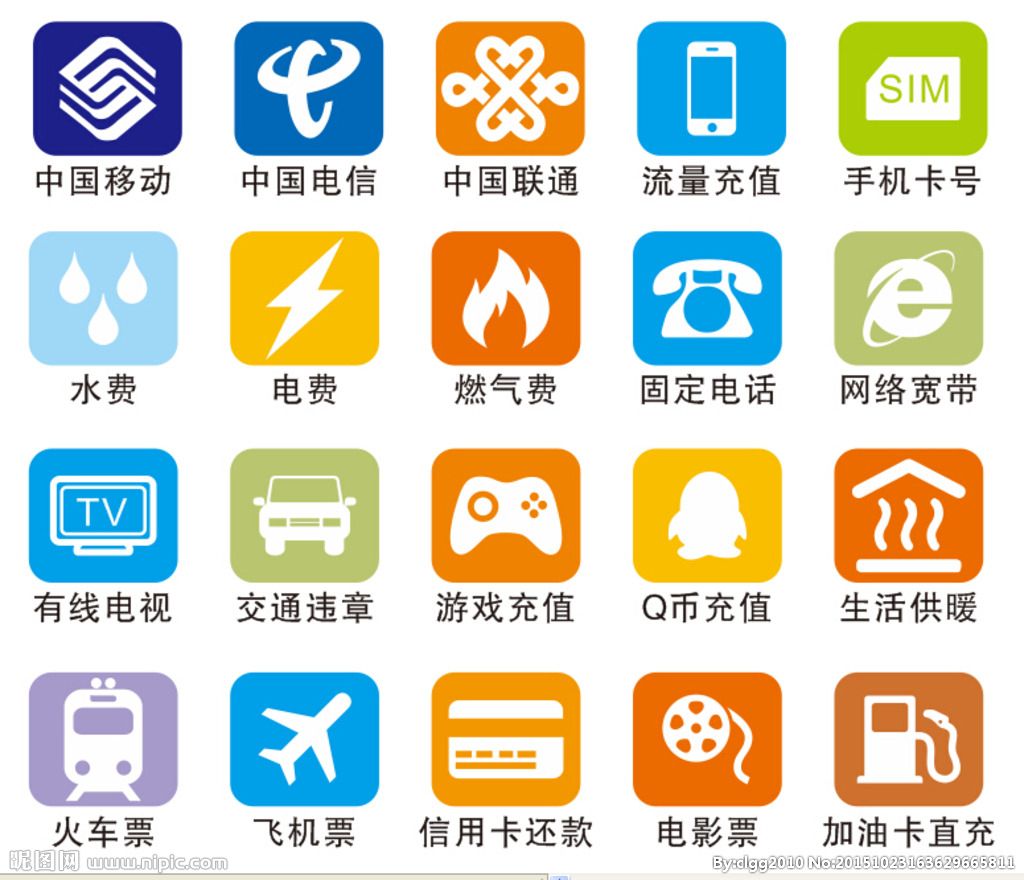 中国移动
中国电信
中国联通
流量充值
SIM
手机卡号
水费
电费
燃气费
固定电话
网络宽带
TV
有线电视
交通违章
游戏充值
Q币充值
生活供暖
火车票
飞机票
信用卡还款
电影票
加油卡直充
昵图网 www.nipic.com
By:clgg2010 No:20151023163629665811